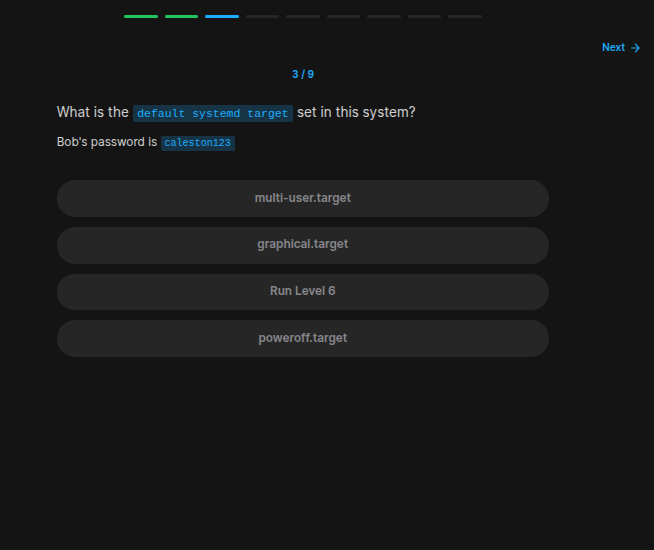 Next →
3 / 9
What is the default systemd target set in this system?
Bob's password is caleston123
multi-user.target
graphical.target
Run Level 6
poweroff.target